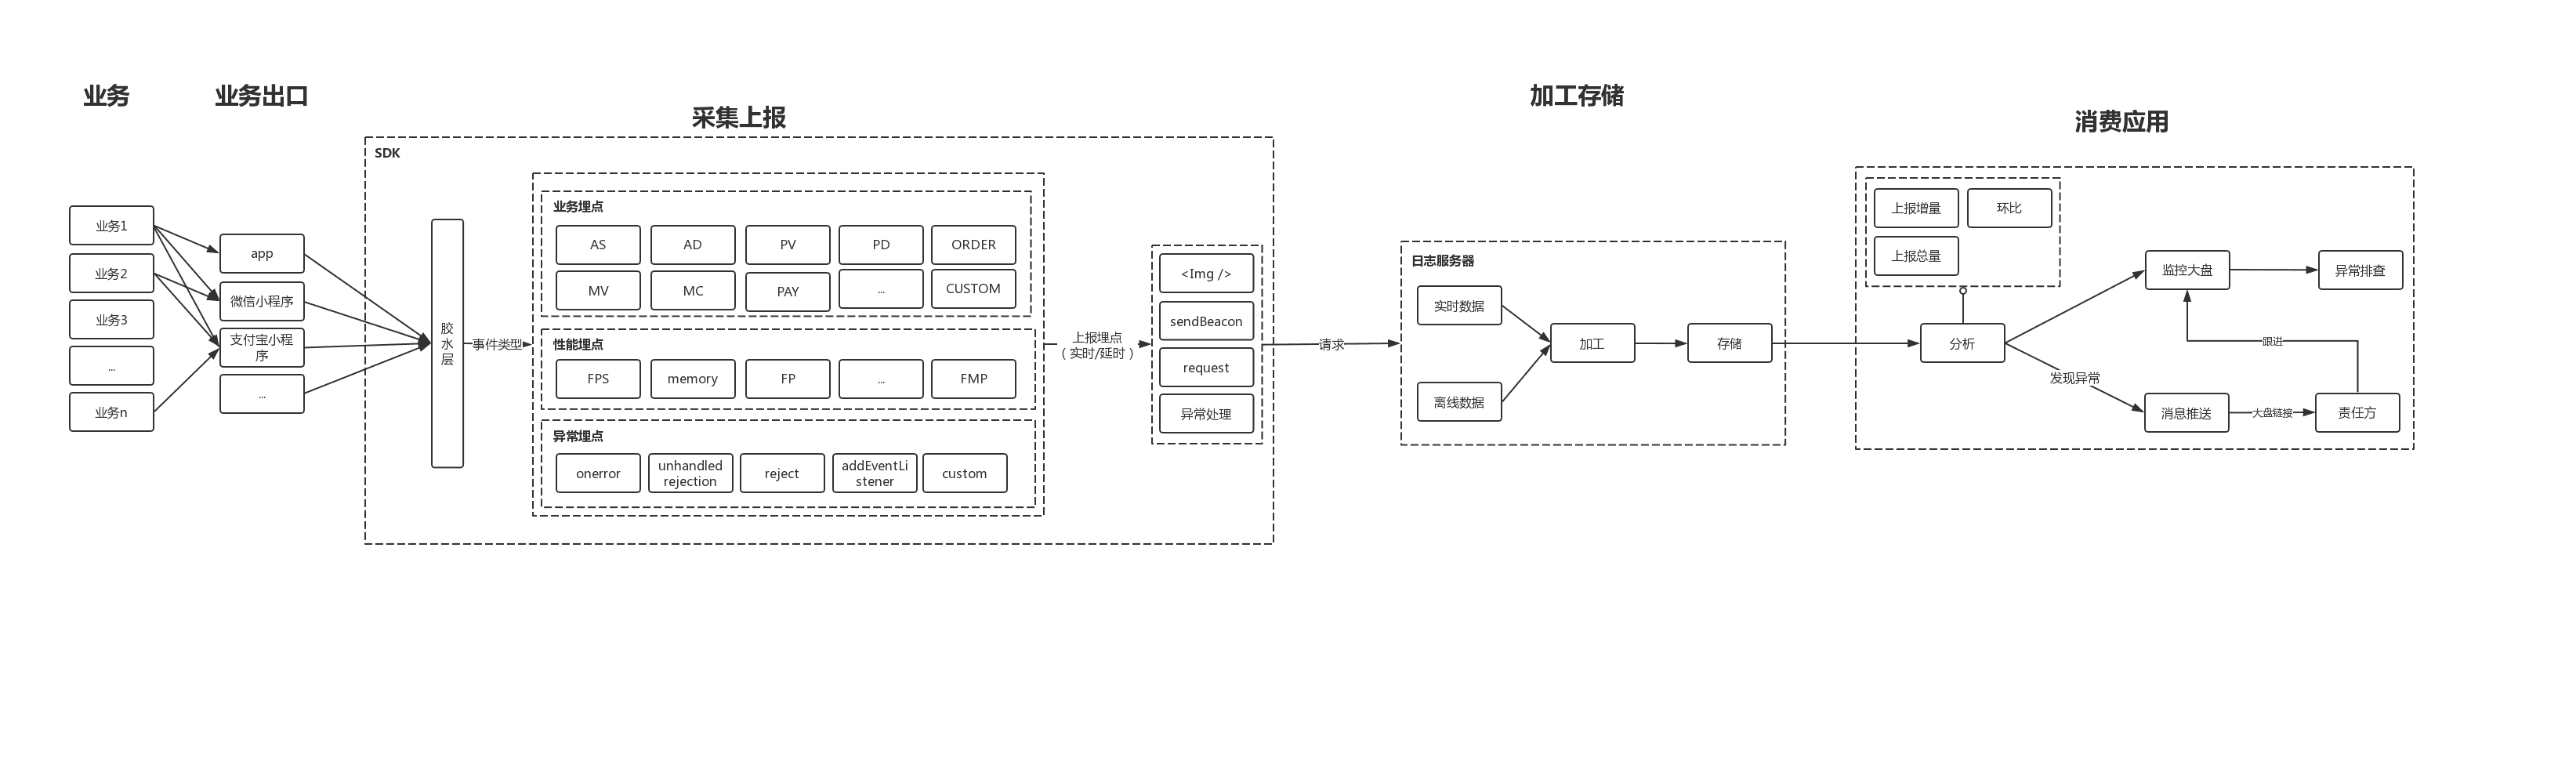 业务
业务出口
采集上报
加工存储
消费应用
业务1
业务2
业务3
...
业务n
app
微信小程序
支付宝小程
序
...
SDK
胶
水
层
事件类型
业务埋点
AS
AD
PV
PD
ORDER
MV
MC
PAY
...
CUSTOM
性能埋点
FPS
memory
FP
...
FMP
异常埋点
onerror
unhandled
rejection
reject
addEventLi
stener
custom
上报埋点
（实时/延时）
<Img />
sendBeacon
request
异常处理
请求
日志服务器
实时数据
离线数据
加工
存储
上报增量
环比
上报总量
分析
发现异常
监控大盘
异常排查
跟进
消息推送
大盘链接
责任方